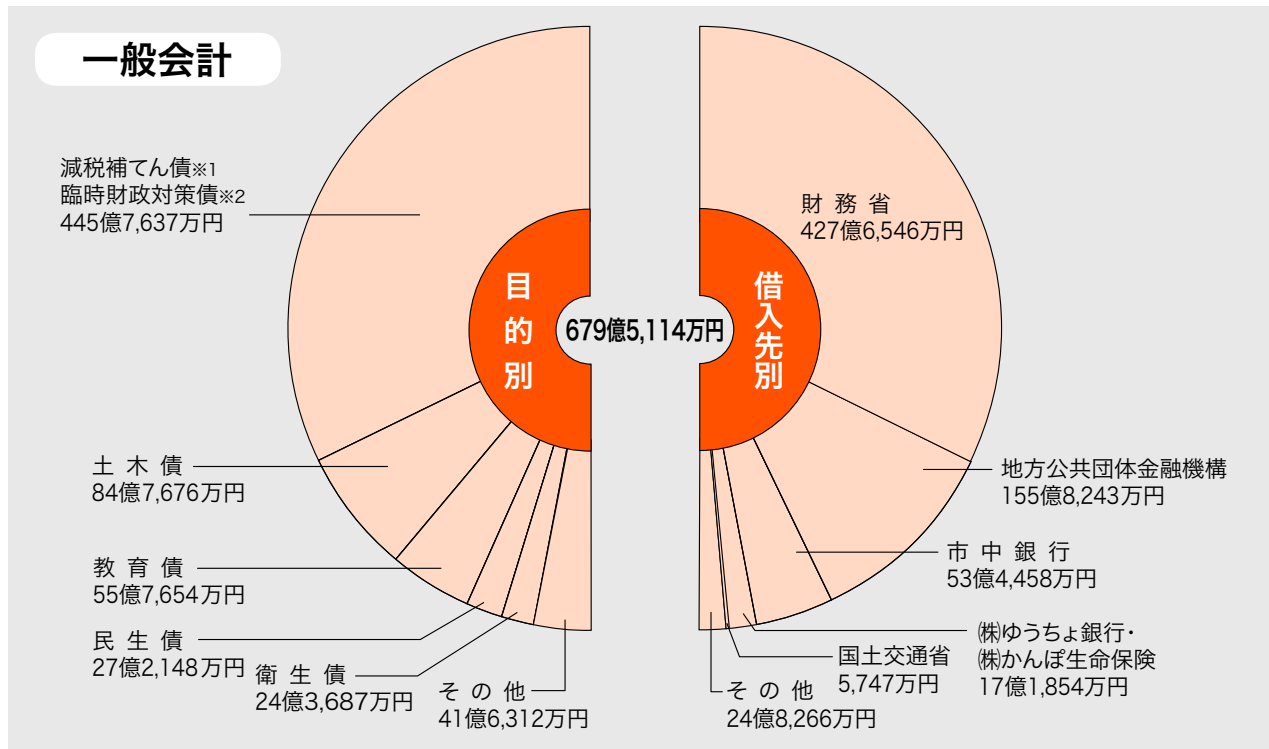 一般会計
減税補てん債※1
臨時財政対策債※2
445億7,637万円
土木債
84億7,676万円
教育債
55億7,654万円
民生債
27億2,148万円
衛生債
24億3,687万円
その他
41億6,312万円
目的別
679億5,114万円
借入先別
財務省
427億6,546万円
地方公共団体金融機構
155億8,243万円
市中銀行
53億4,458万円
㈱ゆうちょ銀行・
㈱かんぽ生命保険
17億1,854万円
国土交通省
5,747万円
その他
24億8,266万円